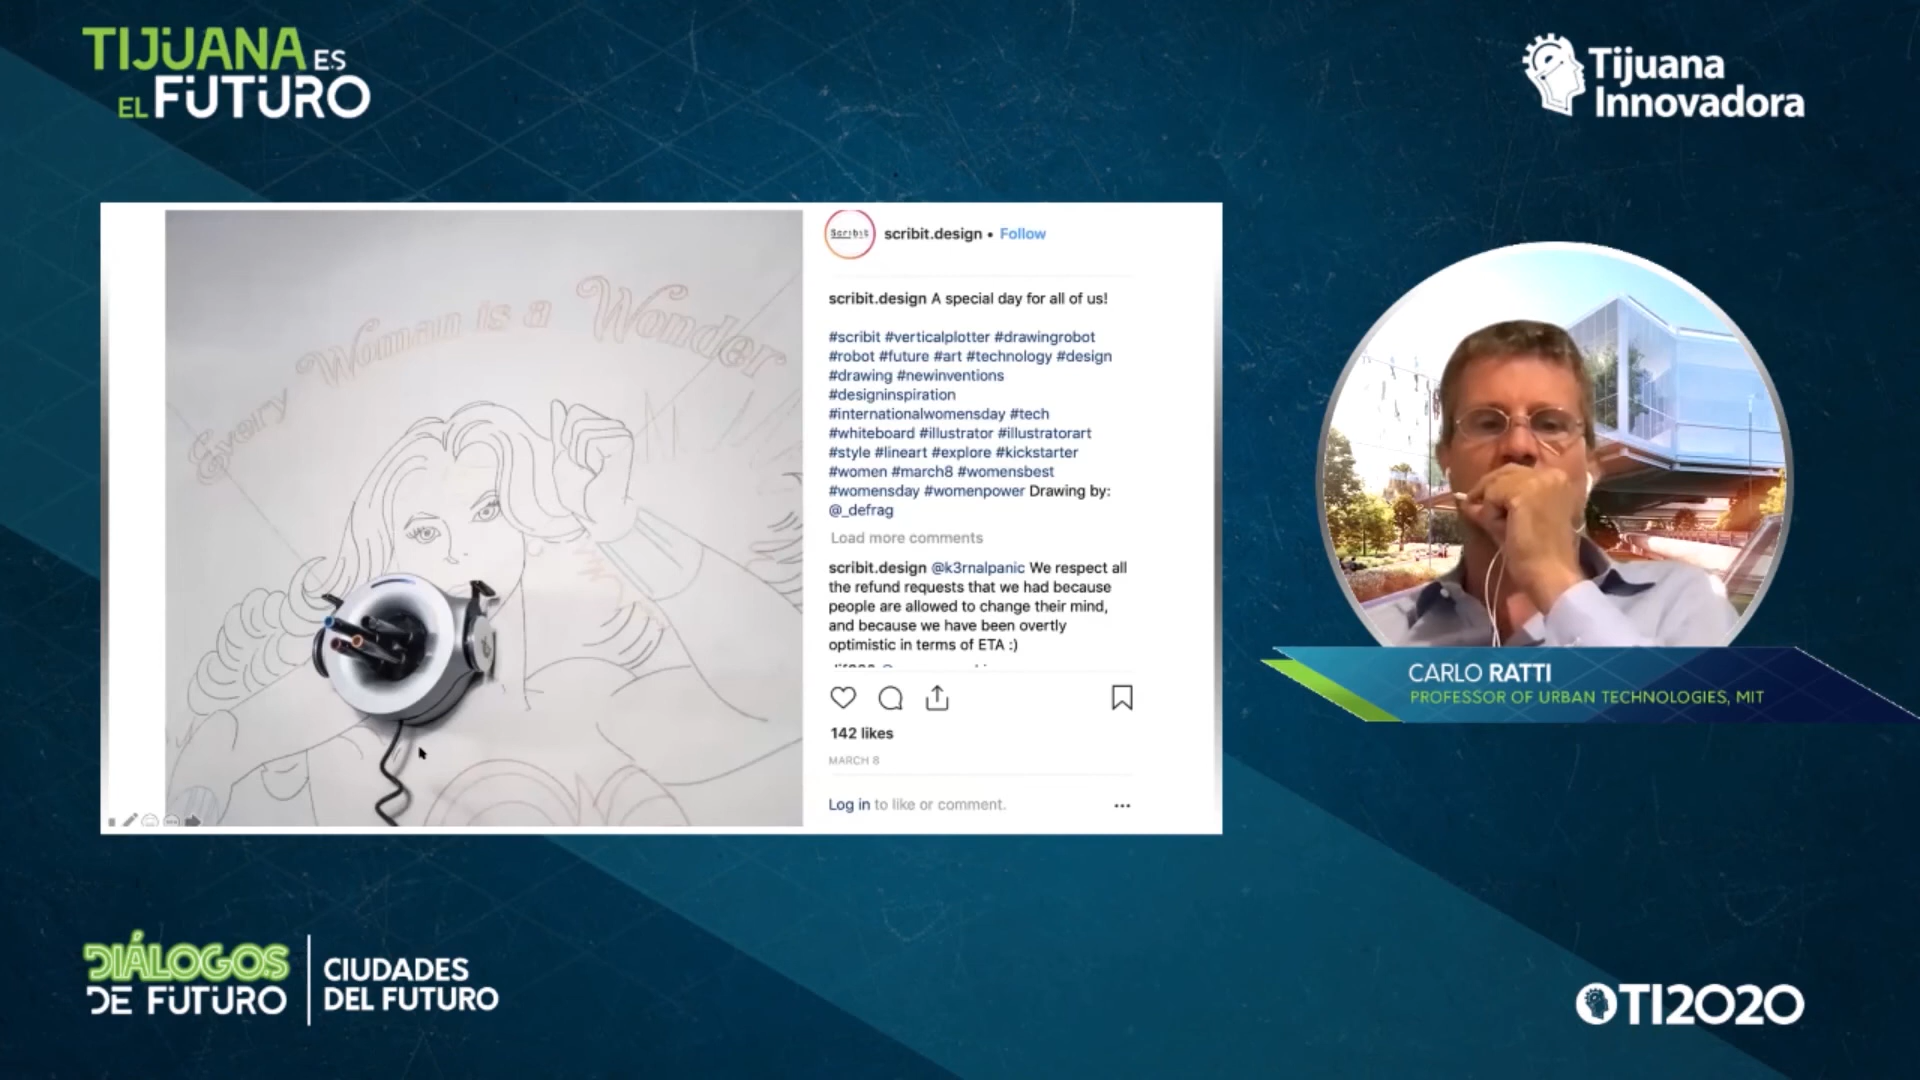 TIJUANA ES
EL FUTURO
Tijuana
Innovadora
Every Woman is a Wonder
Scribit
scribit.design • Follow
scribit.design A special day for all of us!
#scribit #verticalplotter #drawingrobot
#robot #future #art #technology #design
#drawing #newinventions
#designinspiration
#internationalwomensday #tech
#whiteboard #illustrator #illustratorart
#style #lineart #explore #kickstarter
#women #march8 #womensbest
#womensday #womenpower Drawing by:
@_defrag
Load more comments
scribit.design @k3rnalpanic We respect all
the refund requests that we had because
people are allowed to change their mind,
and because we have been overtly
optimistic in terms of ETA :)
142 likes
MARCH 8
Log in to like or comment.
CARLO RATTI
PROFESSOR OF URBAN TECHNOLOGIES, MIT
DIÁLOGOS
DE FUTURO
CIUDADES
DEL FUTURO
TI2020